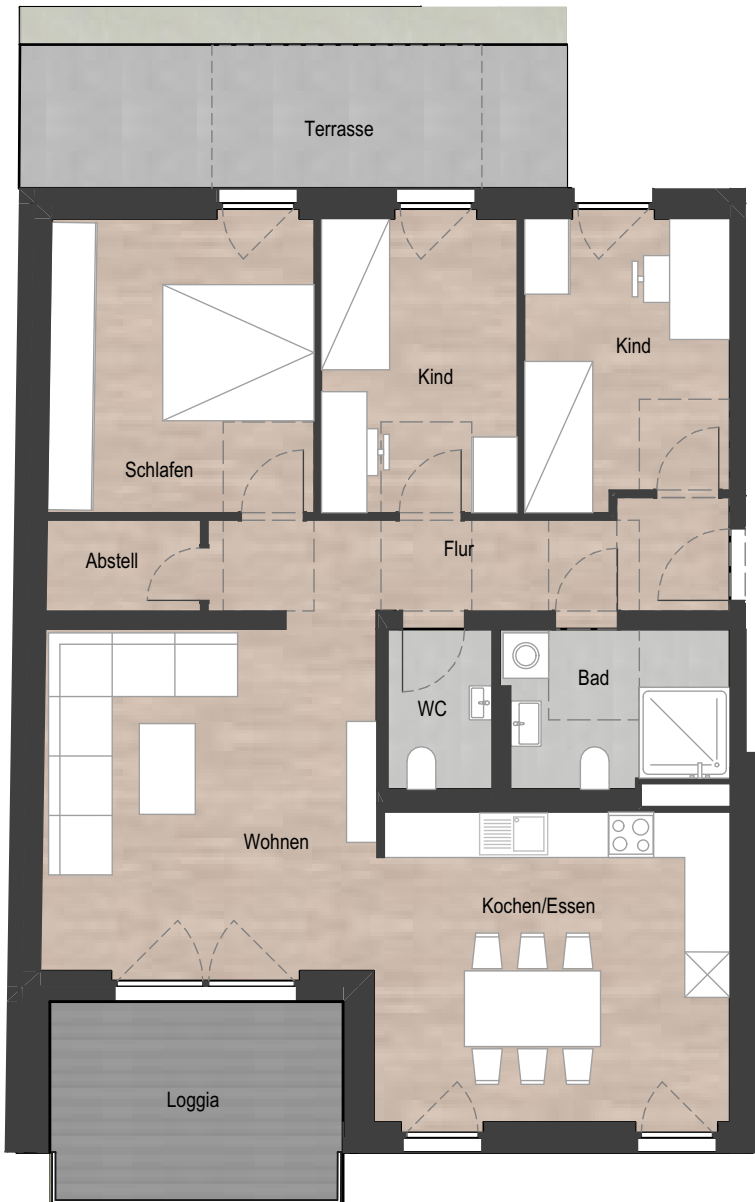 Terrasse
Kind
Kind
Schlafen
Abstell
Flur
Bad
WC
Wohnen
Kochen/Essen
Loggia